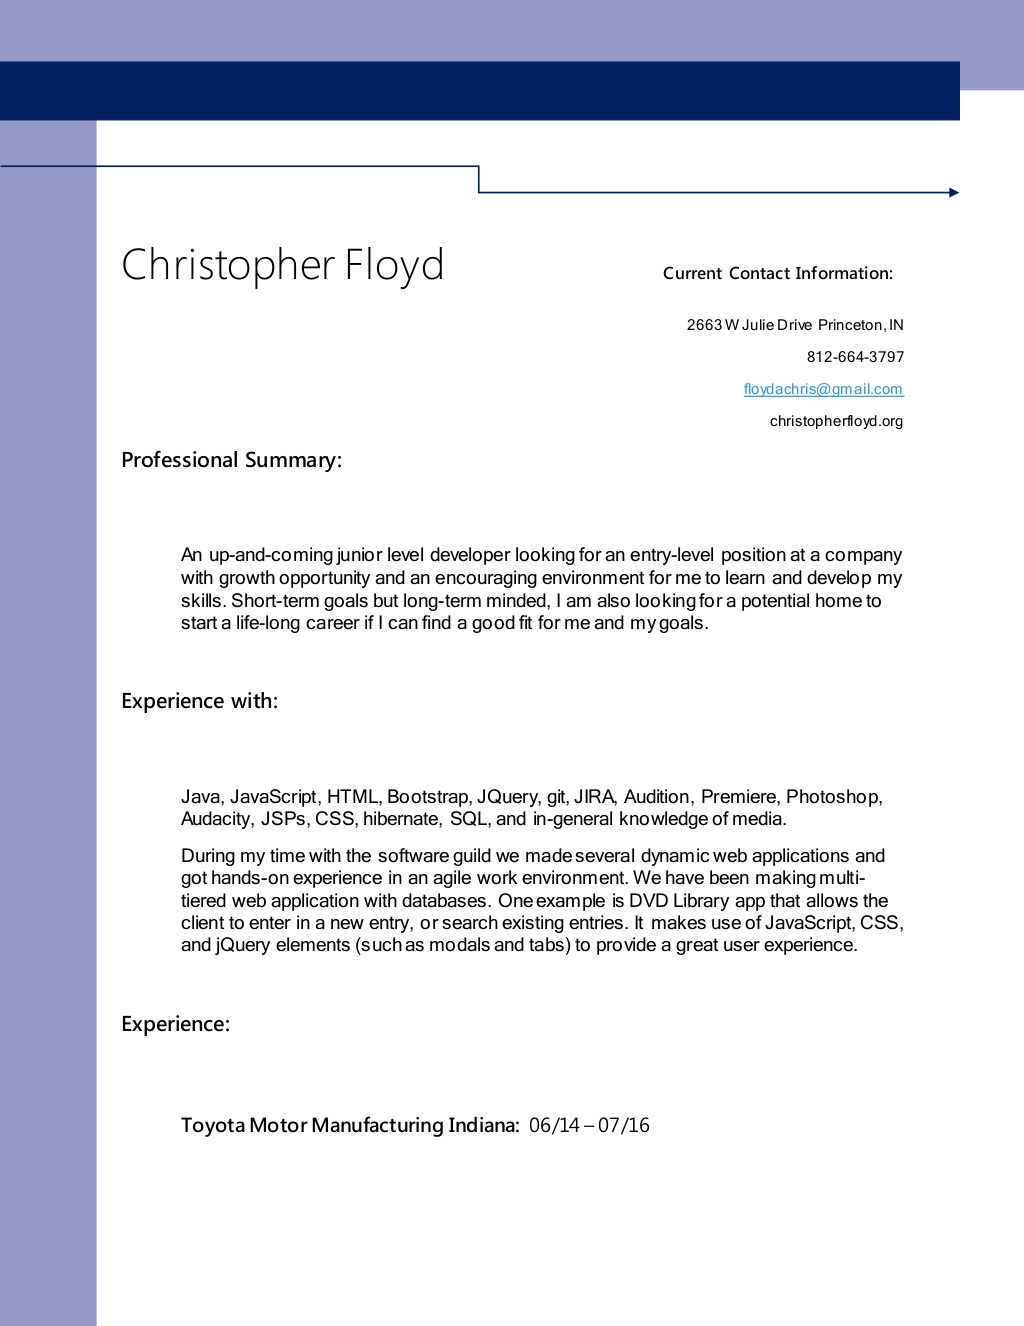 Christopher Floyd
Current Contact Information:
2663 W Julie Drive Princeton, IN
812-664-3797
floydachris@gmail.com
christopherfloyd.org
Professional Summary:
An up-and-coming junior level developer looking for an entry-level position at a company
with growth opportunity and an encouraging environment for me to learn and develop my
skills. Short-term goals but long-term minded, I am also looking for a potential home to
start a life-long career if I can find a good fit for me and my goals.
Experience with:
Java, JavaScript, HTML, Bootstrap, JQuery, git, JIRA, Audition, Premiere, Photoshop,
Audacity, JSPs, CSS, hibernate, SQL, and in-general knowledge of media.
During my time with the software guild we made several dynamic web applications and
got hands-on experience in an agile work environment. We have been making multi-
tiered web application with databases. One example is DVD Library app that allows the
client to enter in a new entry, or search existing entries. It makes use of JavaScript, CSS,
and jQuery elements (such as modals and tabs) to provide a great user experience.
Experience:
Toyota Motor Manufacturing Indiana: 06/14 – 07/16